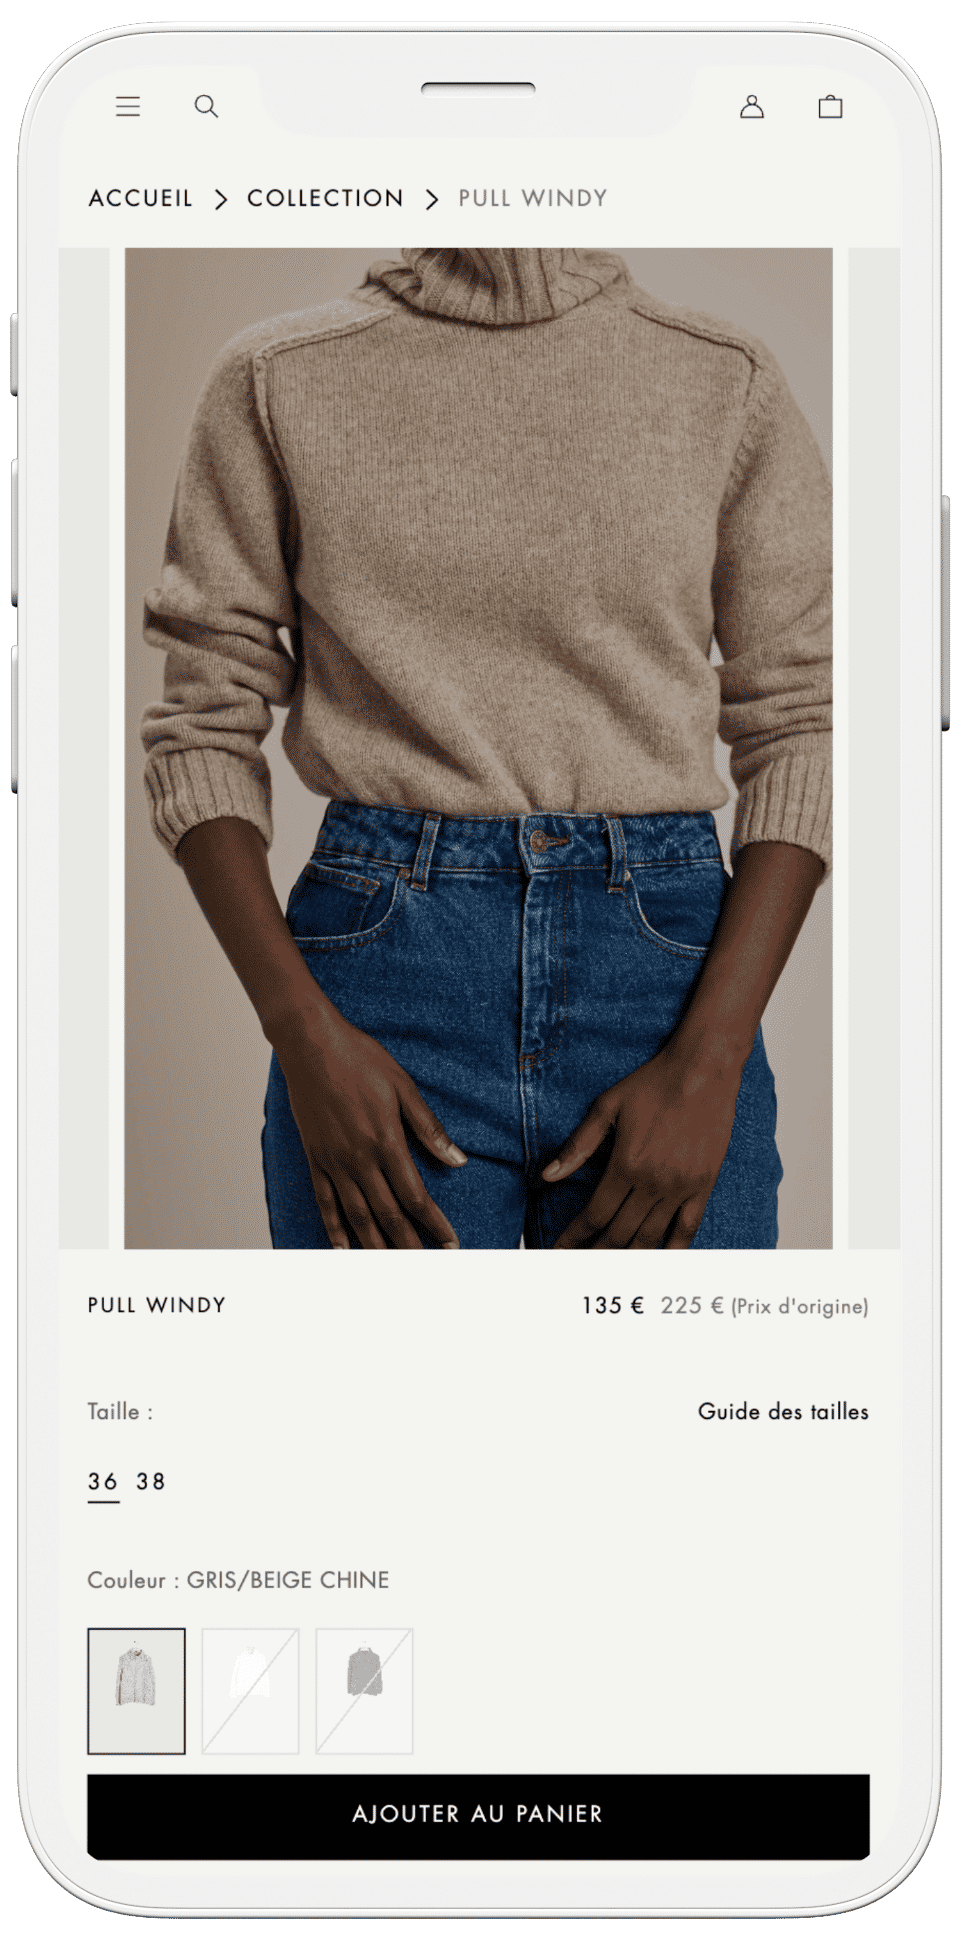 ACCUEIL > COLLECTION > PULL WINDY
PULL WINDY 135 € 225 € (Prix d'origine)
Taille : Guide des tailles
36 38
Couleur : GRIS/BEIGE CHINE
AJOUTER AU PANIER